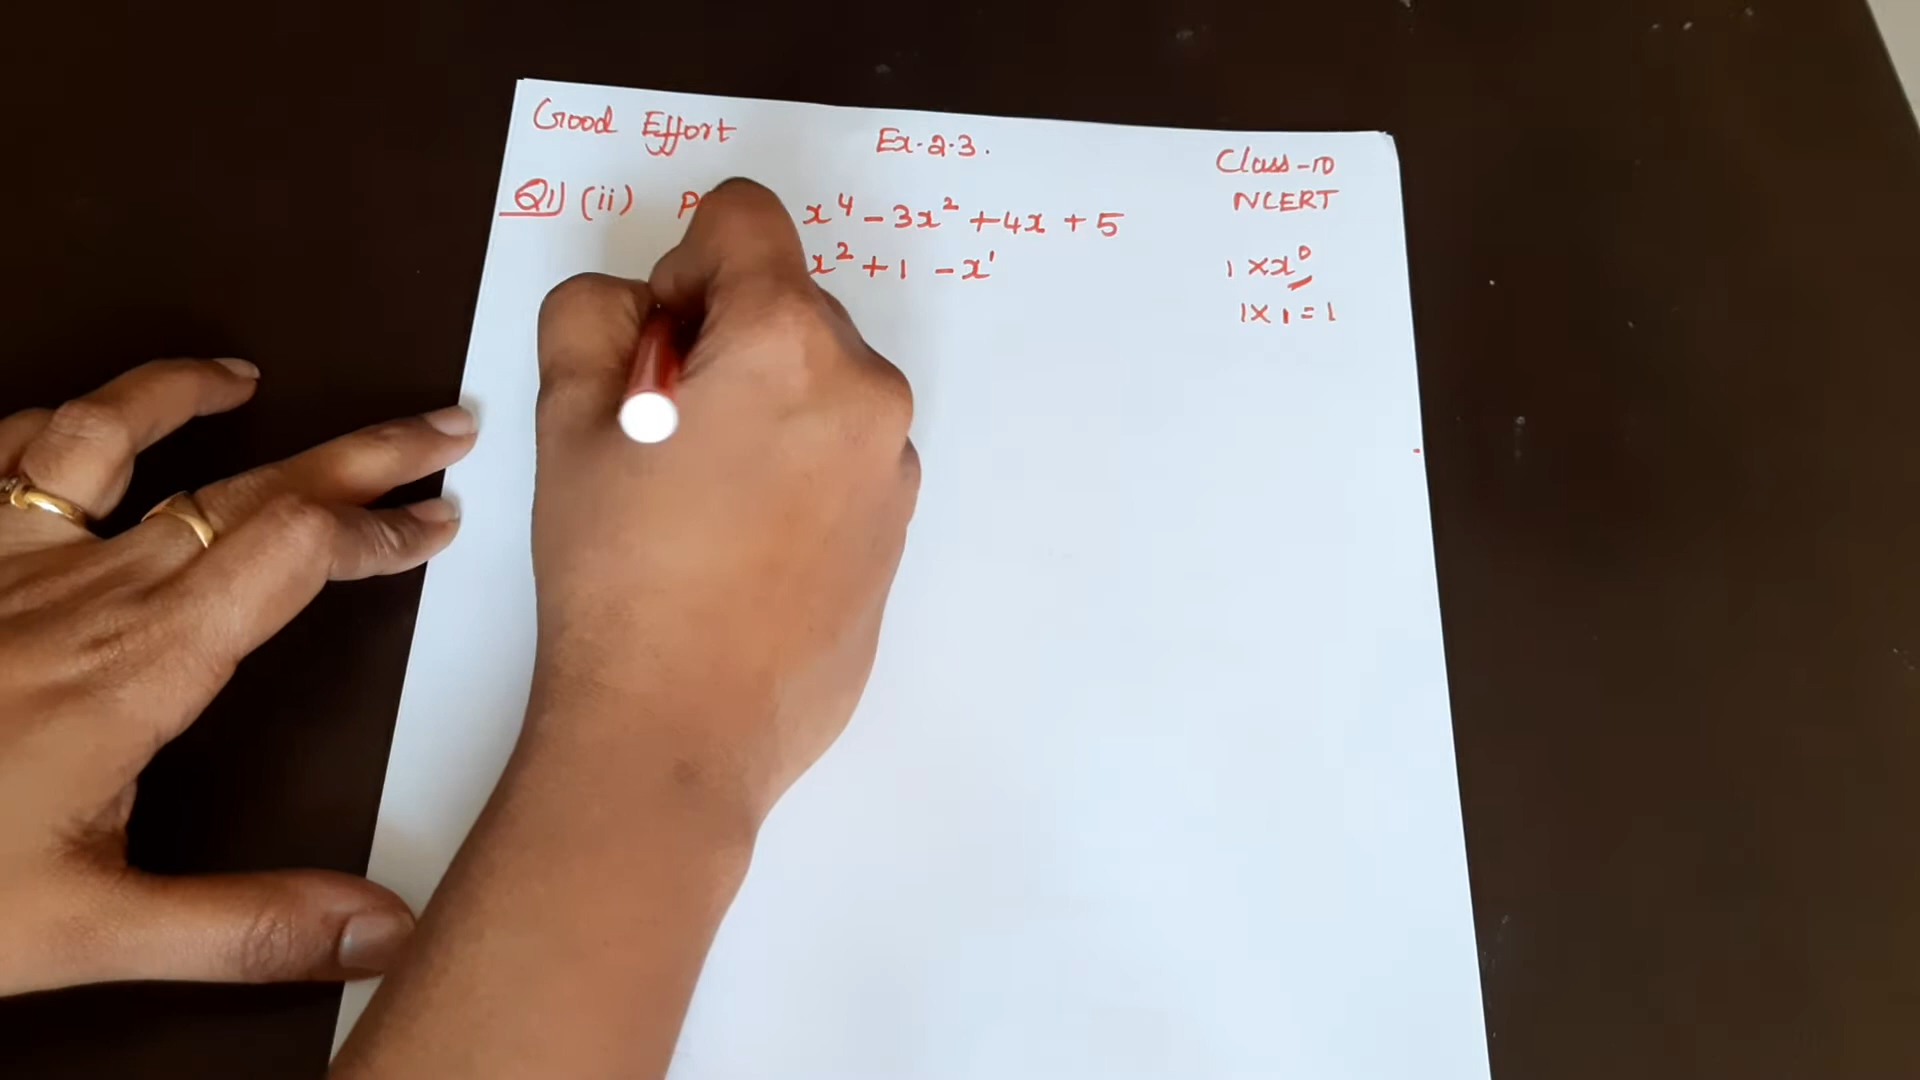 Good Effort Ex. 2.3. Class-10
NCERT
Q1) (ii) P x⁴ - 3x² + 4x + 5
x² + 1 - x¹
1 × x⁰
1 × 1 = 1